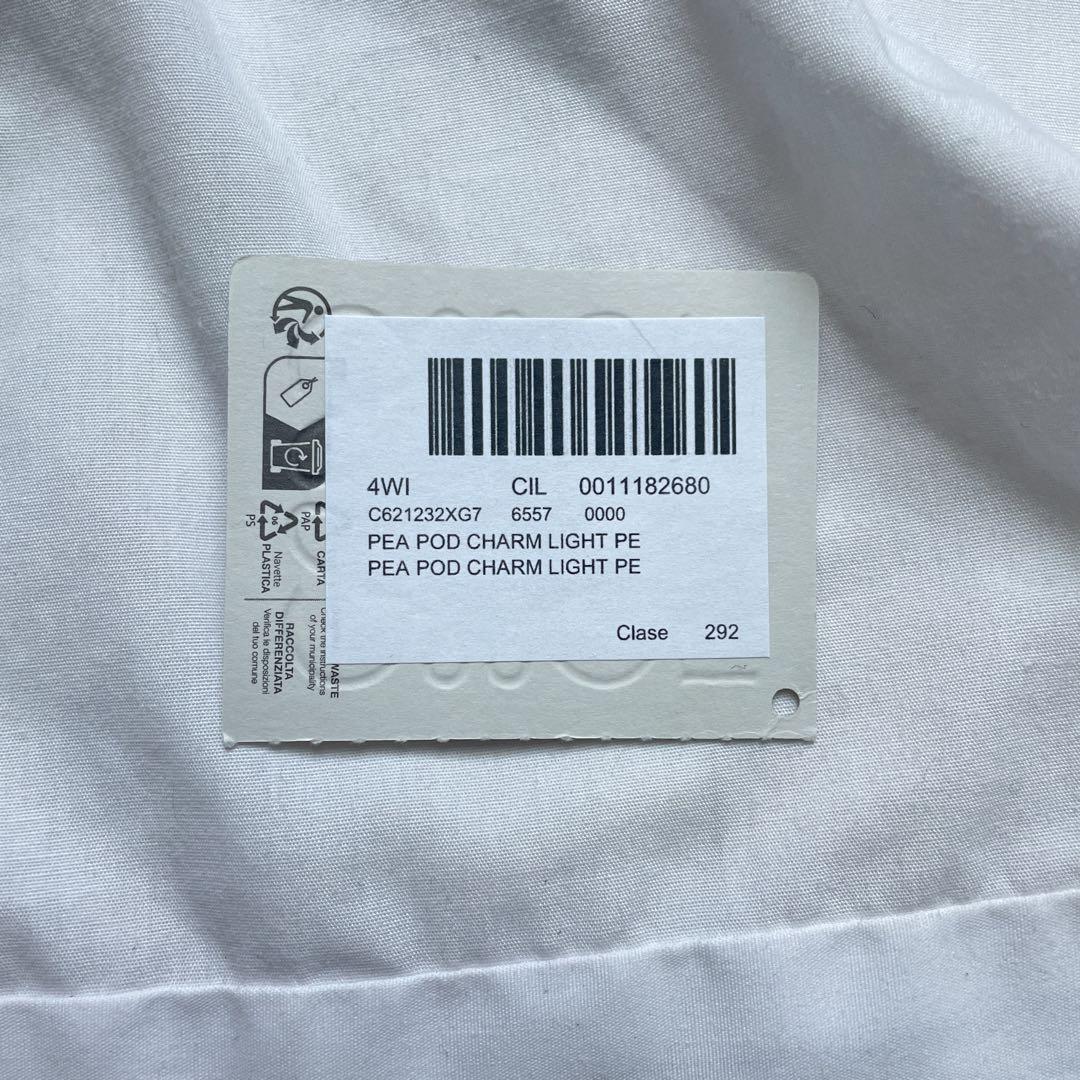 4WI CIL 0011182680
C621232XG7 6557 0000
PEA POD CHARM LIGHT PE
PEA POD CHARM LIGHT PE
Clase 292
PAP
CARTA
06
PS
Navette
PLASTICA
WASTE
Check the instructions
of your municipality
RACCOLTA
DIFFERENZIATA
Verifica le disposizioni
del tuo comune